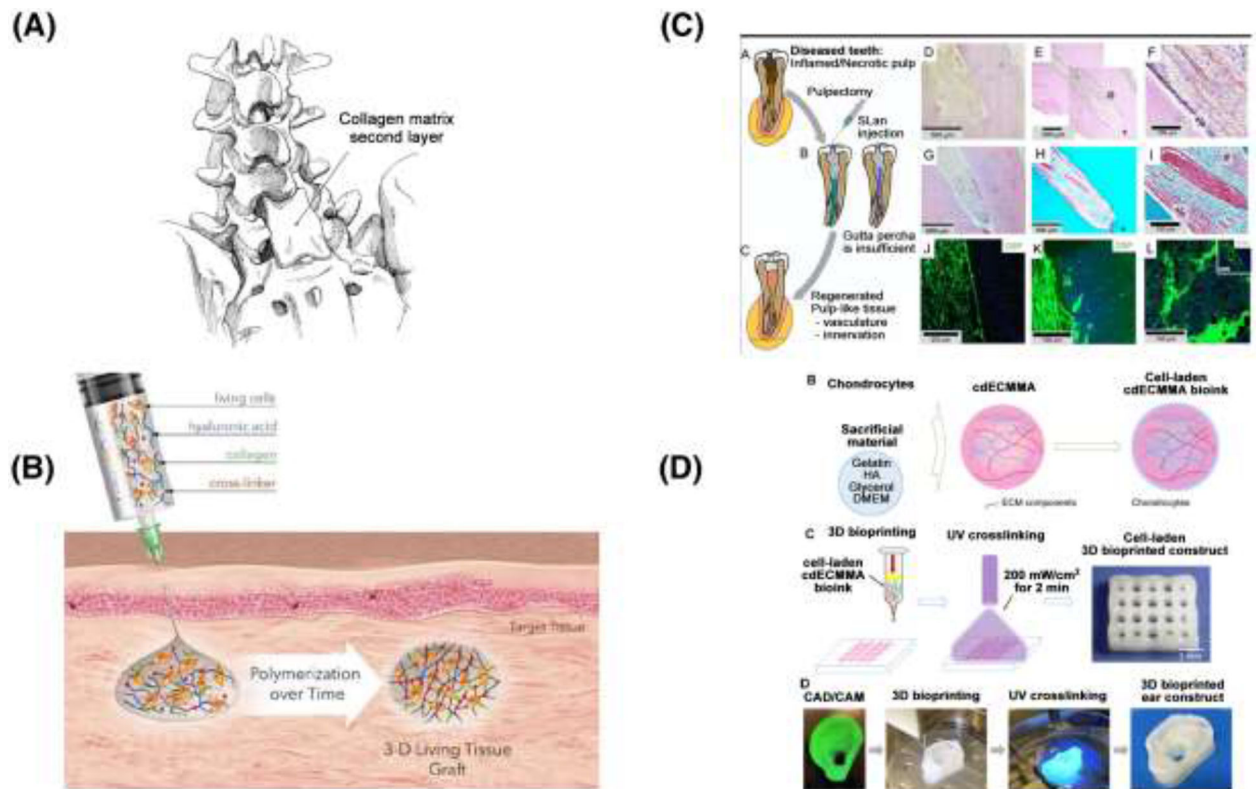 (A)
Collagen matrix
second layer
(B)
living cells
hyaluronic acid
collagen
cross-linker
Target Tissue
Polymerization
over Time
3-D Living Tissue
Graft
(C)
A
Diseased teeth:
Inflamed/Necrotic pulp
Pulpectomy
SLan
injection
B
Gutta percha
is insufficient
C
Regenerated
Pulp-like tissue
- vasculature
- innervation
D
E
F
G
H
I
J
K
L
(D)
B
Chondrocytes
cdECMMA
Cell-laden
cdECMMA bioink
Sacrificial
material
Gelatin
HA
Glycerol
DMEM
ECM components
Chondrocytes
C
3D bioprinting
UV crosslinking
Cell-laden
3D bioprinted construct
cell-laden
cdECMMA
bioink
200 mW/cm²
for 2 min
D
CAD/CAM
3D bioprinting
UV crosslinking
3D bioprinted
ear construct